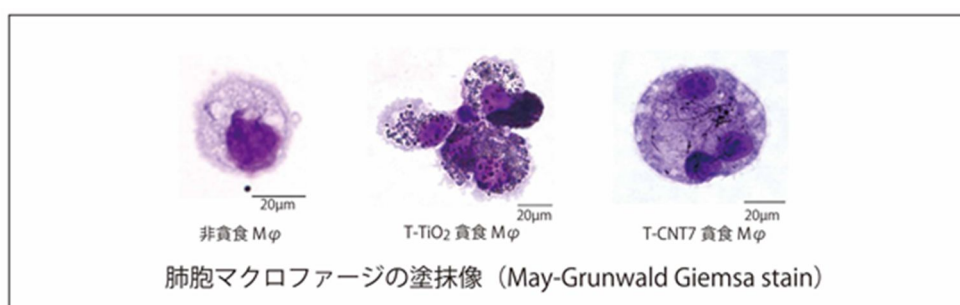 20μm
20μm
20μm
非貪食 Mφ
T-TiO2 貪食 Mφ
T-CNT7 貪食 Mφ
肺胞マクロファージの塗抹像（May-Grunwald Giemsa stain）